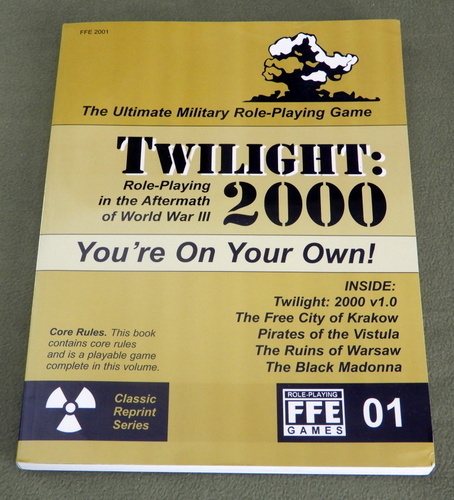 FFE 2001
The Ultimate Military Role-Playing Game
TWILIGHT:
Role-Playing
in the Aftermath
of World War III
2000
You're On Your Own!
INSIDE:
Twilight: 2000 v1.0
The Free City of Krakow
Pirates of the Vistula
The Ruins of Warsaw
The Black Madonna
Core Rules. This book
contains core rules
and is a playable game
complete in this volume.
Classic
Reprint
Series
ROLE-PLAYING
FFE
GAMES
01